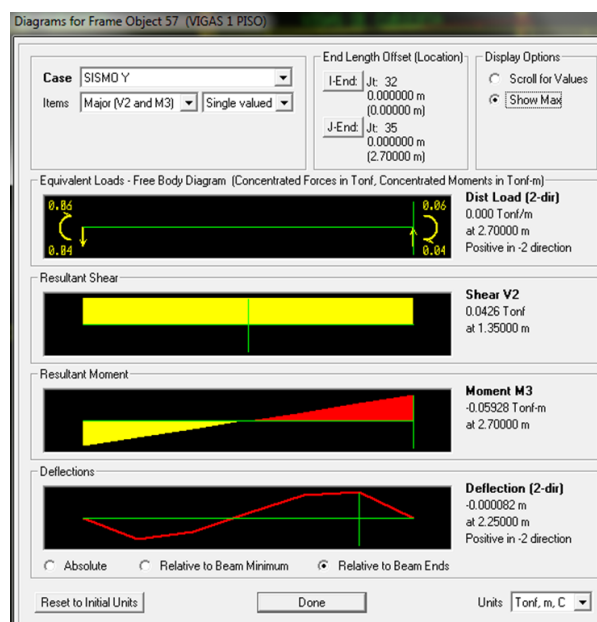 Diagrams for Frame Object 57 (VIGAS 1 PISO)
Case SISMO Y
Items Major (V2 and M3) Single valued
End Length Offset (Location)
I-End: Jt: 32
0.000000 m
(0.00000 m)
J-End: Jt: 35
0.000000 m
(2.70000 m)
Display Options
Scroll for Values
Show Max
Equivalent Loads - Free Body Diagram (Concentrated Forces in Tonf, Concentrated Moments in Tonf-m)
0.06
0.04
0.06
0.04
Dist Load (2-dir)
0.000 Tonf/m
at 2.70000 m
Positive in -2 direction
Resultant Shear
Shear V2
0.0426 Tonf
at 1.35000 m
Resultant Moment
Moment M3
-0.05928 Tonf-m
at 2.70000 m
Deflections
Deflection (2-dir)
-0.000082 m
at 2.25000 m
Positive in -2 direction
Absolute Relative to Beam Minimum Relative to Beam Ends
Reset to Initial Units Done Units Tonf, m, C